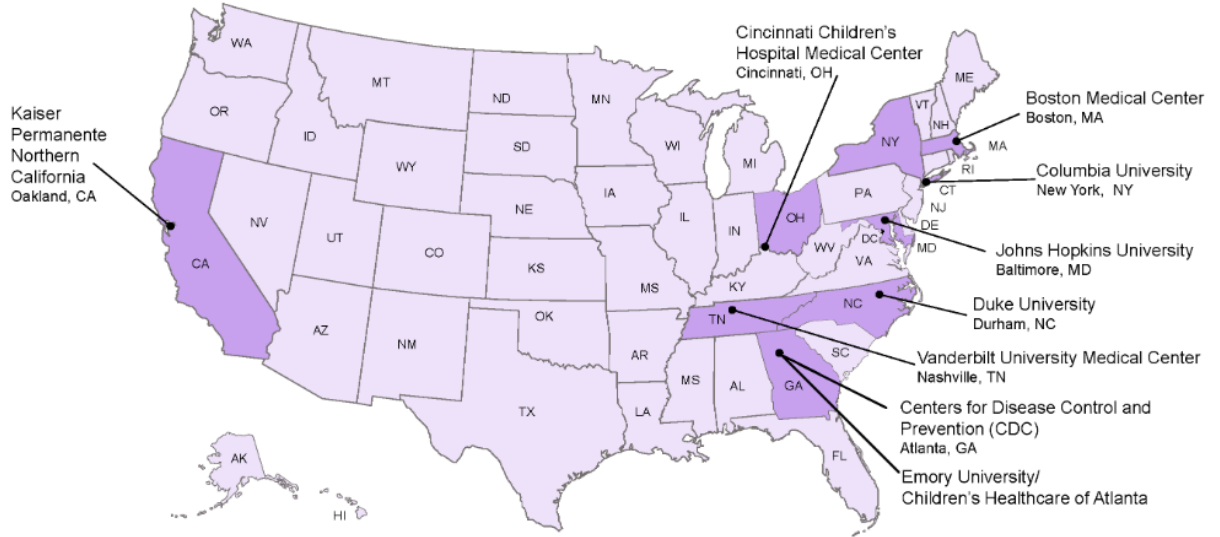 Cincinnati Children's
Hospital Medical Center
Cincinnati, OH
Kaiser
Permanente
Northern
California
Oakland, CA
Boston Medical Center
Boston, MA
Columbia University
New York, NY
Johns Hopkins University
Baltimore, MD
Duke University
Durham, NC
Vanderbilt University Medical Center
Nashville, TN
Centers for Disease Control and
Prevention (CDC)
Atlanta, GA
Emory University/
Children's Healthcare of Atlanta
WA
OR
CA
NV
ID
MT
WY
UT
AZ
CO
NM
ND
SD
NE
KS
OK
TX
MN
IA
MS
AR
LA
WI
IL
MI
IN
OH
KY
TN
MS
AL
GA
FL
SC
NC
VA
WV
DC
PA
NY
VT
NH
ME
MA
RI
CT
NJ
DE
MD
AK
HI